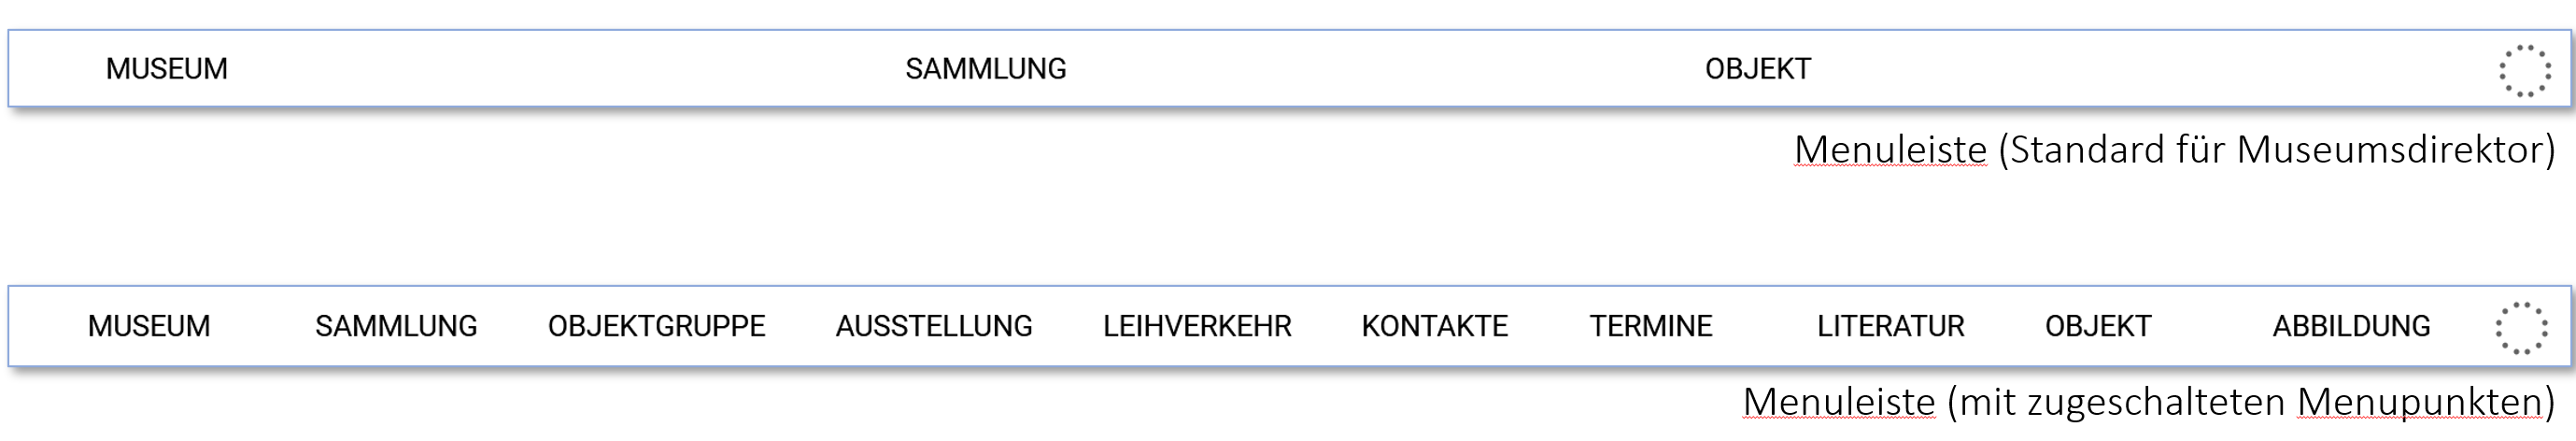 MUSEUM SAMMLUNG OBJEKT
Menuleiste (Standard für Museumsdirektor)
MUSEUM SAMMLUNG OBJEKTGRUPPE AUSSTELLUNG LEIHVERKEHR KONTAKTE TERMINE LITERATUR OBJEKT ABBILDUNG
Menuleiste (mit zugeschalteten Menupunkten)